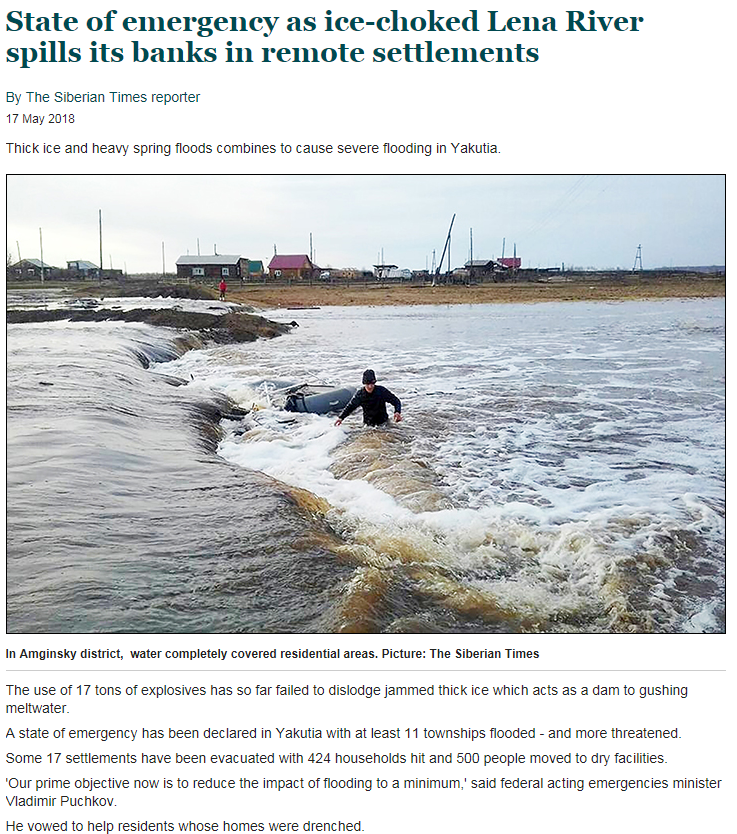 State of emergency as ice-choked Lena River
spills its banks in remote settlements
By The Siberian Times reporter
17 May 2018
Thick ice and heavy spring floods combines to cause severe flooding in Yakutia.
In Amginsky district,  water completely covered residential areas. Picture: The Siberian Times
The use of 17 tons of explosives has so far failed to dislodge jammed thick ice which acts as a dam to gushing
meltwater.
A state of emergency has been declared in Yakutia with at least 11 townships flooded - and more threatened.
Some 17 settlements have been evacuated with 424 households hit and 500 people moved to dry facilities.
'Our prime objective now is to reduce the impact of flooding to a minimum,' said federal acting emergencies minister
Vladimir Puchkov.
He vowed to help residents whose homes were drenched.